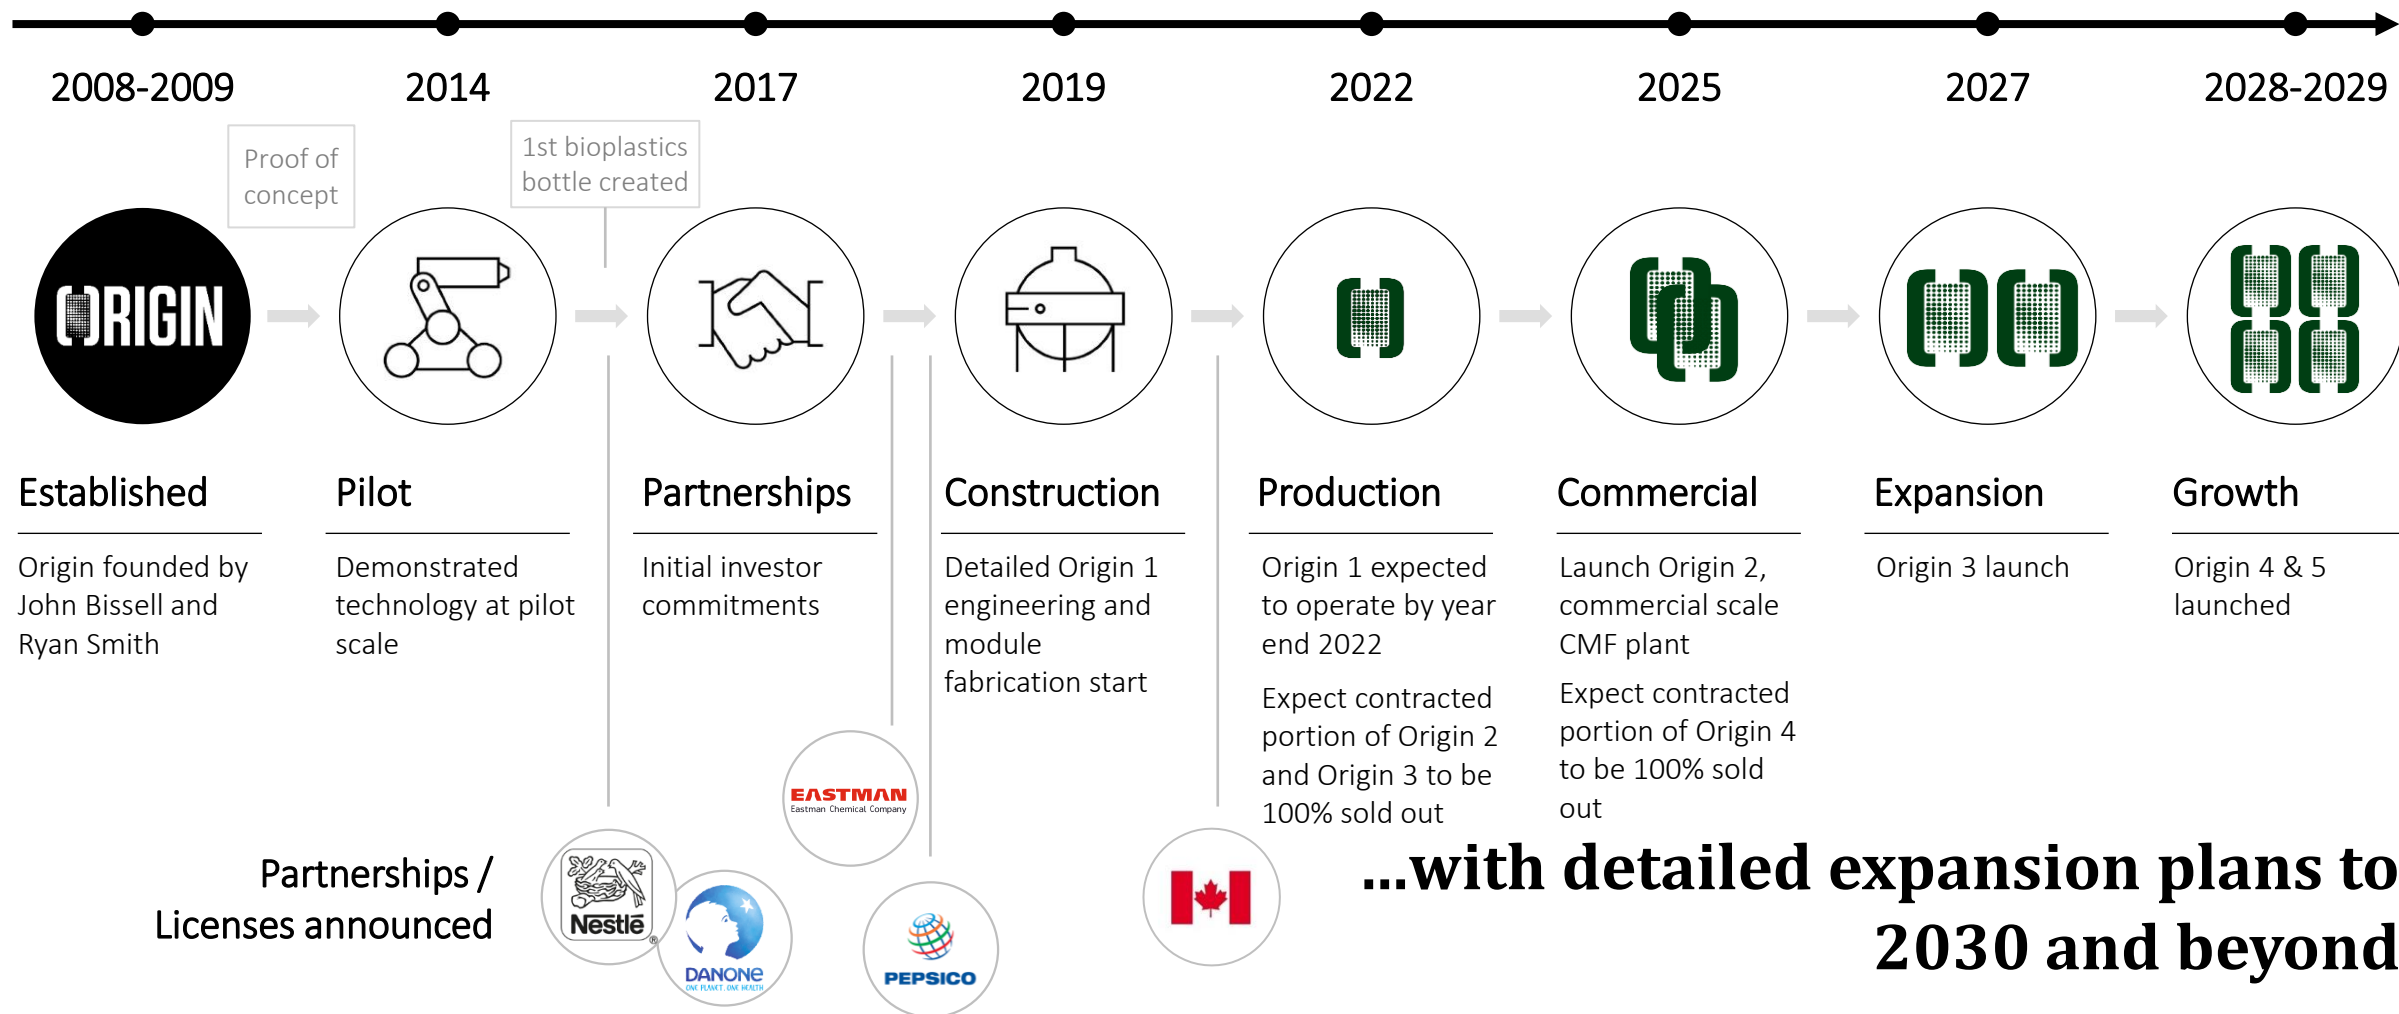 2008-2009
2014
2017
2019
2022
2025
2027
2028-2029
Proof of
concept
1st bioplastics
bottle created
ORIGIN
Established
Origin founded by
John Bissell and
Ryan Smith
Pilot
Demonstrated
technology at pilot
scale
Partnerships
Initial investor
commitments
Construction
Detailed Origin 1
engineering and
module
fabrication start
Production
Origin 1 expected
to operate by year
end 2022
Expect contracted
portion of Origin 2
and Origin 3 to be
100% sold out
Commercial
Launch Origin 2,
commercial scale
CMF plant
Expect contracted
portion of Origin 4
to be 100% sold
out
Expansion
Origin 3 launch
Growth
Origin 4 & 5
launched
Partnerships /
Licenses announced
Nestlé
®
DANONE
ONE PLANET. ONE HEALTH
EASTMAN
Eastman Chemical Company
PEPSICO
...with detailed expansion plans to
2030 and beyond